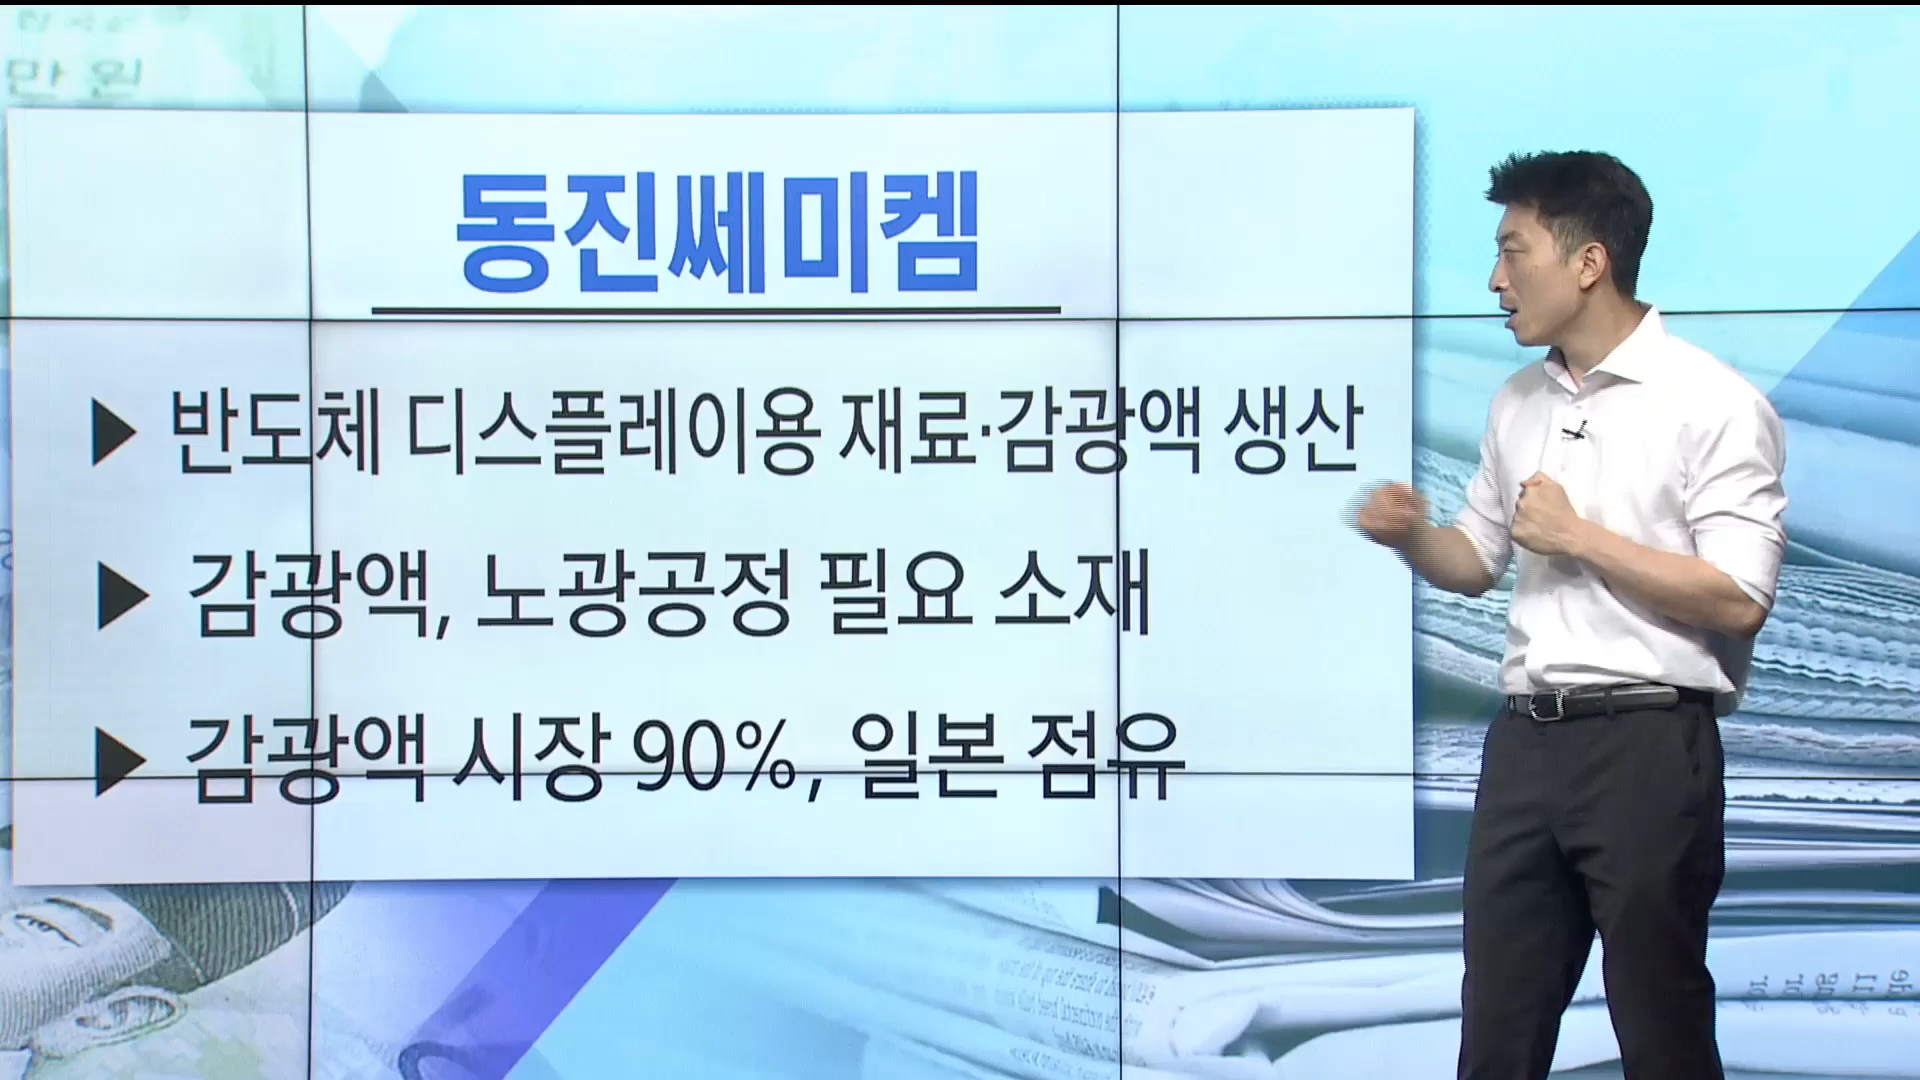 만 원
동진쎄미켐
▶ 반도체 디스플레이용 재료·감광액 생산
▶ 감광액, 노광공정 필요 소재
▶ 감광액 시장 90%, 일본 점유